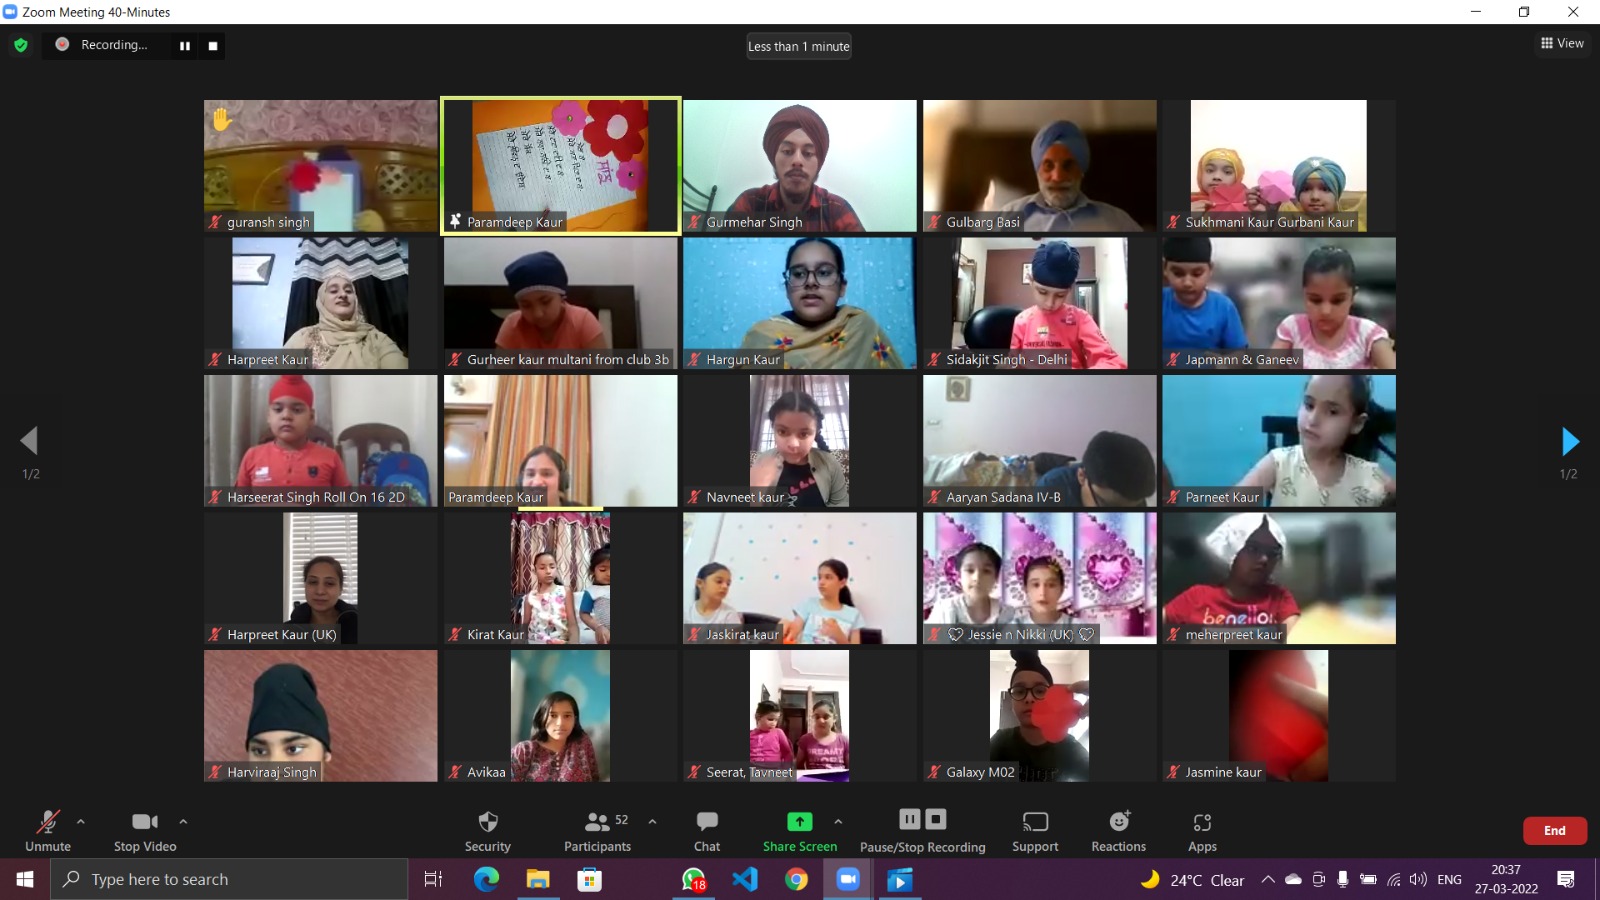 Zoom Meeting 40-Minutes
Recording...
Less than 1 minute
View
guransh singh
Paramdeep Kaur
Gurmehar Singh
Gulbarg Basi
Sukhmani Kaur Gurbani Kaur
Harpreet Kaur
Gurheer kaur multani from club 3b
Hargun Kaur
Sidakjit Singh - Delhi
Japmann & Ganeev
1/2
Harseerat Singh Roll On 16 2D
Paramdeep Kaur
Navneet kaur
Aaryan Sadana IV-B
Parneet Kaur
1/2
Harpreet Kaur (UK)
Kirat Kaur
Jaskirat kaur
Jessie n Nikki (UK)
meherpreet kaur
Harviraaj Singh
Avikaa
Seerat, Tavneet
Galaxy M02
Jasmine kaur
Unmute
Stop Video
Security
52
Participants
Chat
Share Screen
Pause/Stop Recording
Support
Reactions
Apps
End
Type here to search
18
24°C Clear
ENG
20:37
27-03-2022